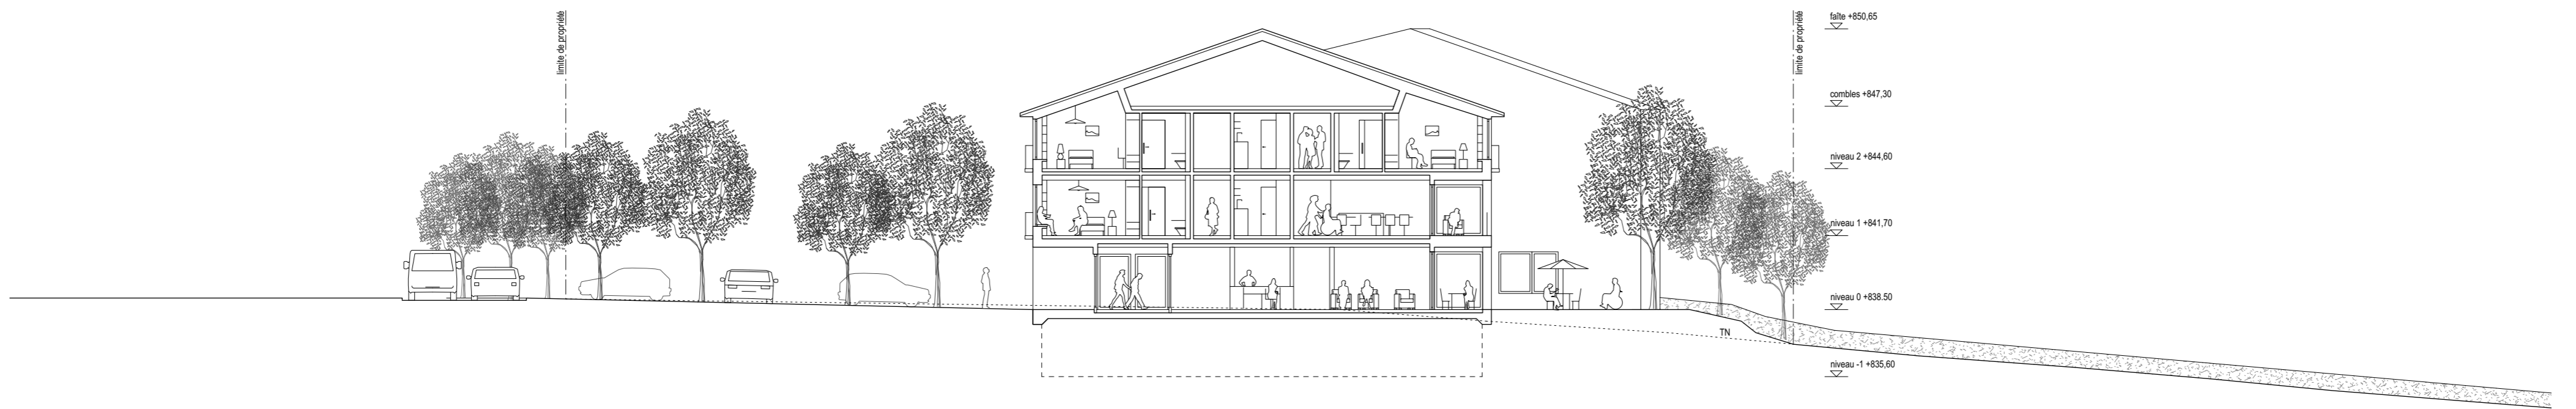 limite de propriété
limite de propriété
faîte +850,65
combles +847,30
niveau 2 +844,60
niveau 1 +841,70
niveau 0 +838.50
TN
niveau -1 +835,60